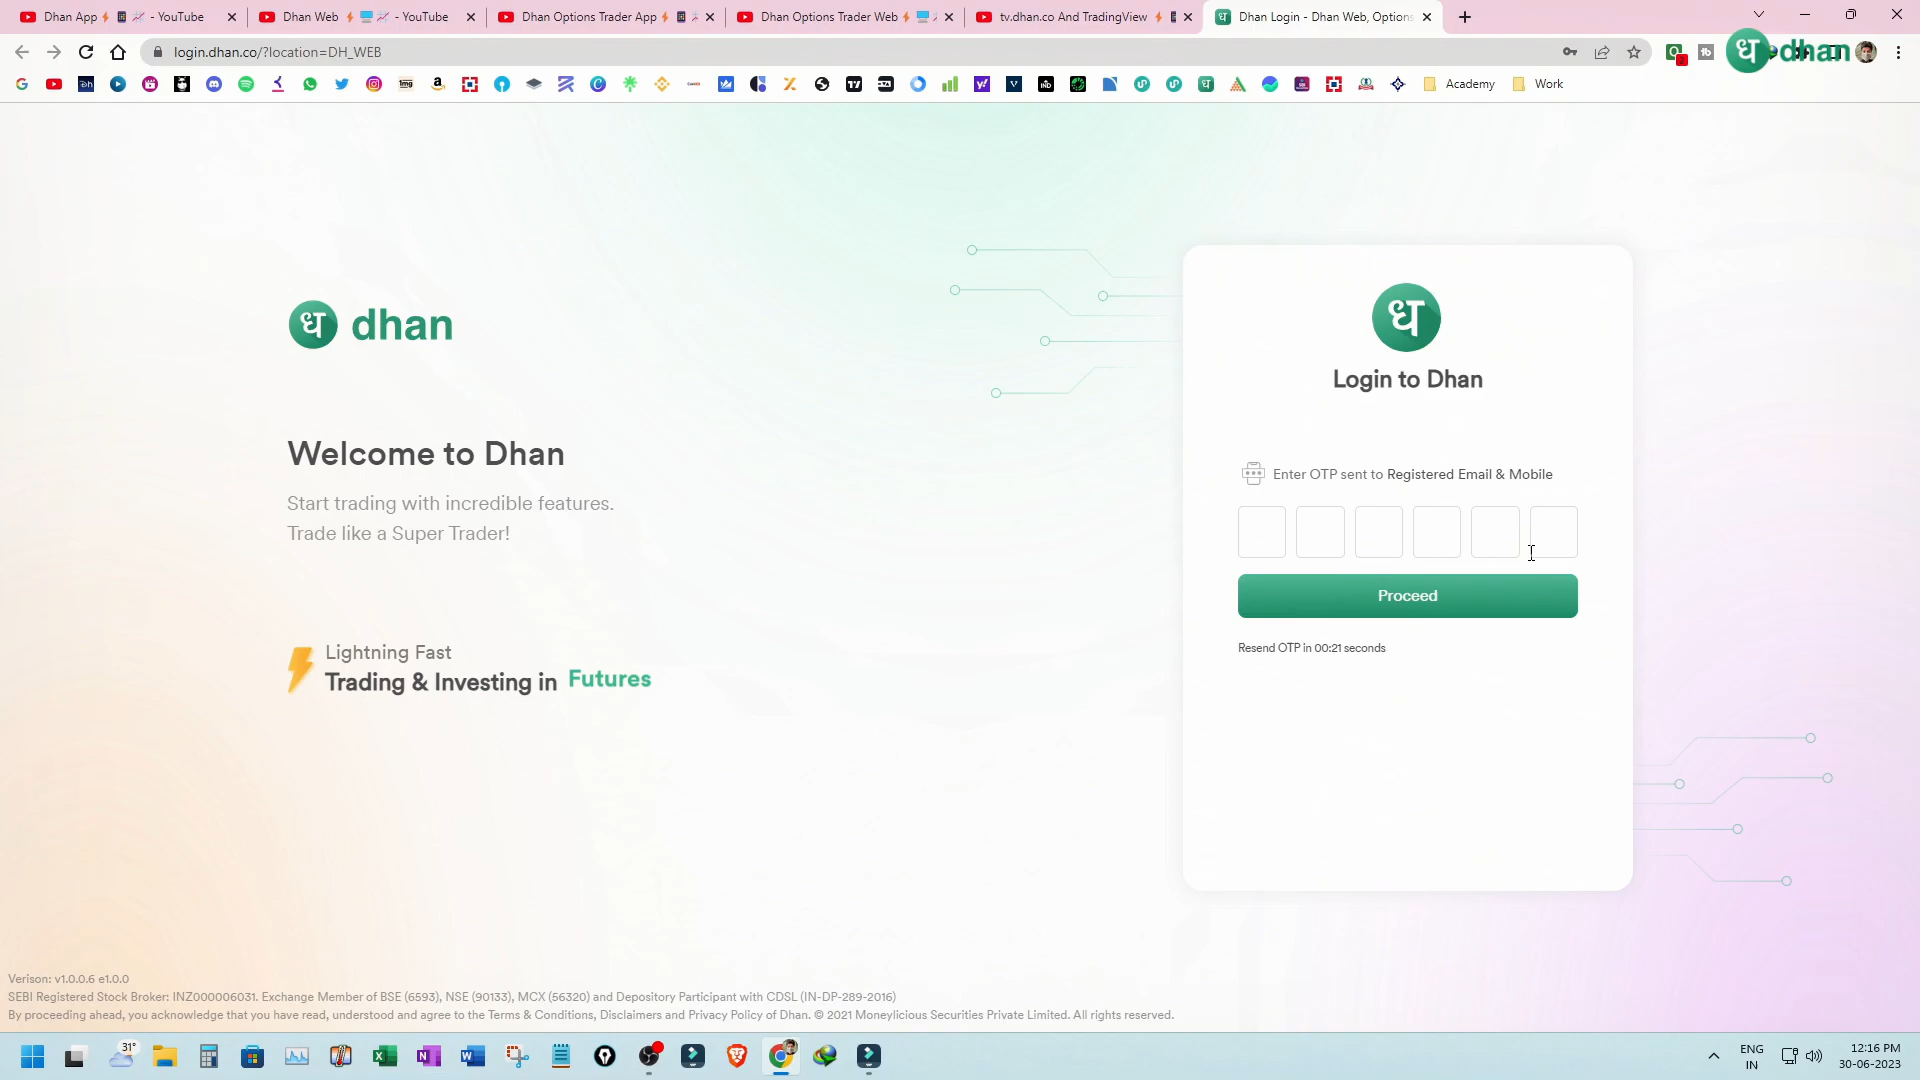 Dhan App - YouTube
Dhan Web - YouTube
Dhan Options Trader App
Dhan Options Trader Web
tv.dhan.co And TradingView
Dhan Login - Dhan Web, Options
login.dhan.co/?location=DH_WEB
ध dhan
Academy
Work
ध dhan
ध
Login to Dhan
Welcome to Dhan
Start trading with incredible features.
Trade like a Super Trader!
Enter OTP sent to Registered Email & Mobile
Proceed
Resend OTP in 00:21 seconds
Lightning Fast
Trading & Investing in Futures
Verison: v1.0.0.6 e1.0.0
SEBI Registered Stock Broker: INZ000006031. Exchange Member of BSE (6593), NSE (90133), MCX (56320) and Depository Participant with CDSL (IN-DP-289-2016)
By proceeding ahead, you acknowledge that you have read, understood and agree to the Terms & Conditions, Disclaimers and Privacy Policy of Dhan. © 2021 Moneylicious Securities Private Limited. All rights reserved.
31°
ENG
IN
12:16 PM
30-06-2023